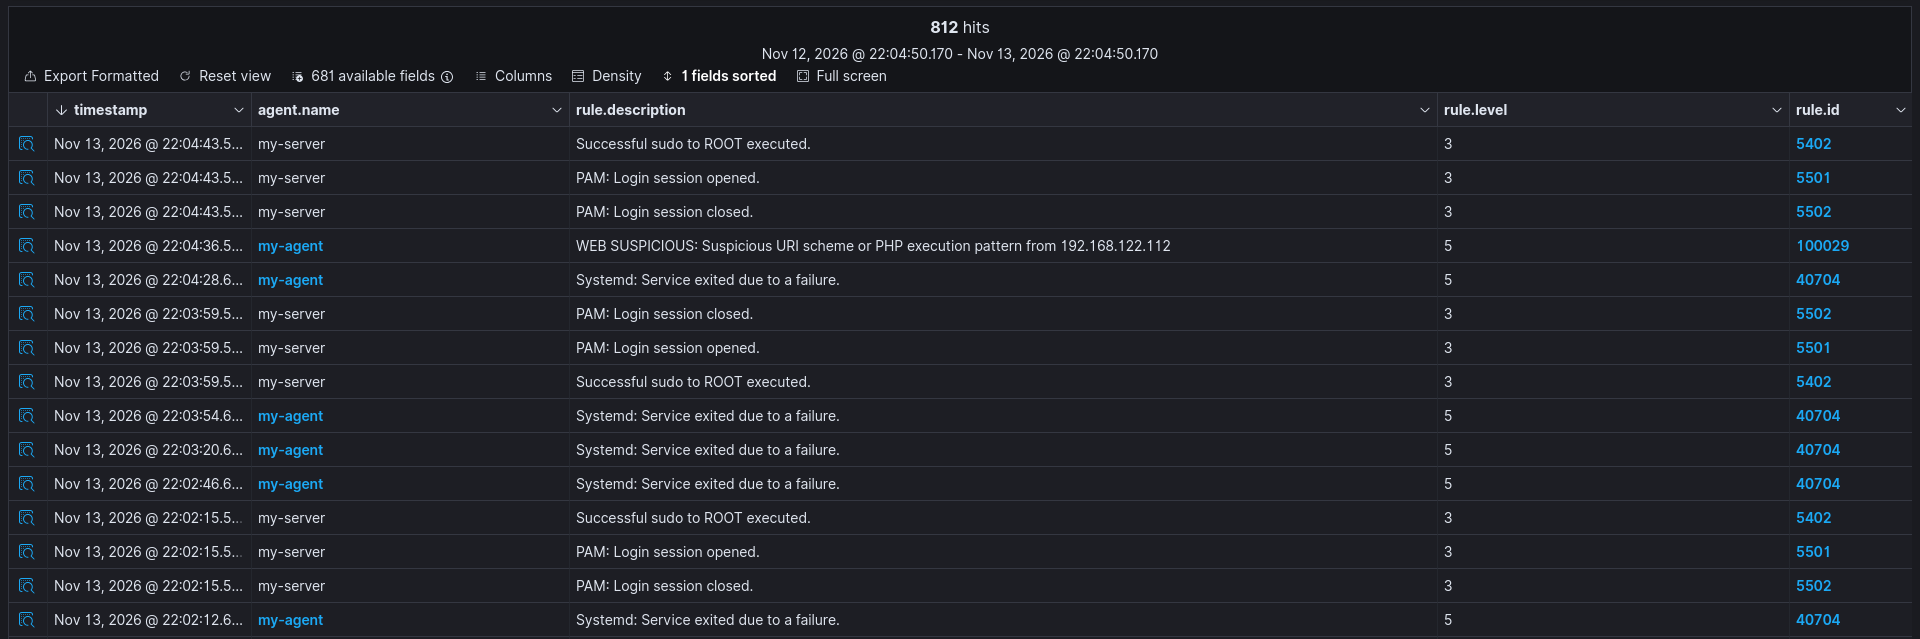 812 hits
Nov 12, 2026 @ 22:04:50.170 - Nov 13, 2026 @ 22:04:50.170
Export Formatted Reset view 681 available fields Columns Density 1 fields sorted Full screen
timestamp agent.name rule.description rule.level rule.id
Nov 13, 2026 @ 22:04:43.5... my-server Successful sudo to ROOT executed. 3 5402
Nov 13, 2026 @ 22:04:43.5... my-server PAM: Login session opened. 3 5501
Nov 13, 2026 @ 22:04:43.5... my-server PAM: Login session closed. 3 5502
Nov 13, 2026 @ 22:04:36.5... my-agent WEB SUSPICIOUS: Suspicious URI scheme or PHP execution pattern from 192.168.122.112 5 100029
Nov 13, 2026 @ 22:04:28.6... my-agent Systemd: Service exited due to a failure. 5 40704
Nov 13, 2026 @ 22:03:59.5... my-server PAM: Login session closed. 3 5502
Nov 13, 2026 @ 22:03:59.5... my-server PAM: Login session opened. 3 5501
Nov 13, 2026 @ 22:03:59.5... my-server Successful sudo to ROOT executed. 3 5402
Nov 13, 2026 @ 22:03:54.6... my-agent Systemd: Service exited due to a failure. 5 40704
Nov 13, 2026 @ 22:03:20.6... my-agent Systemd: Service exited due to a failure. 5 40704
Nov 13, 2026 @ 22:02:46.6... my-agent Systemd: Service exited due to a failure. 5 40704
Nov 13, 2026 @ 22:02:15.5... my-server Successful sudo to ROOT executed. 3 5402
Nov 13, 2026 @ 22:02:15.5... my-server PAM: Login session opened. 3 5501
Nov 13, 2026 @ 22:02:15.5... my-server PAM: Login session closed. 3 5502
Nov 13, 2026 @ 22:02:12.6... my-agent Systemd: Service exited due to a failure. 5 40704